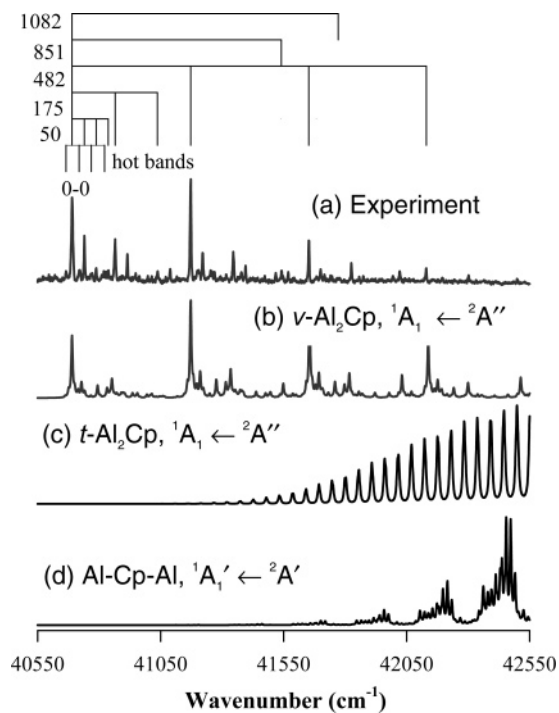 1082
851
482
175
50
hot bands
0-0
(a) Experiment
(b) v-Al₂Cp, ¹A₁ ← ²A′′
(c) t-Al₂Cp, ¹A₁ ← ²A′′
(d) Al-Cp-Al, ¹A₁′ ← ²A′
40550 41050 41550 42050 42550
Wavenumber (cm⁻¹)